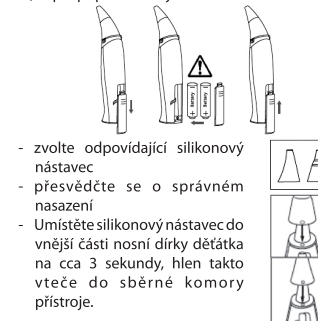 - zvolte odpovídající silikonový
nástavec
- přesvědčte se o správném
nasazení
- Umístěte silikonový nástavec do
vnější části nosní dírky děťátka
na cca 3 sekundy, hlen takto
vteče do sběrné komory
přístroje.